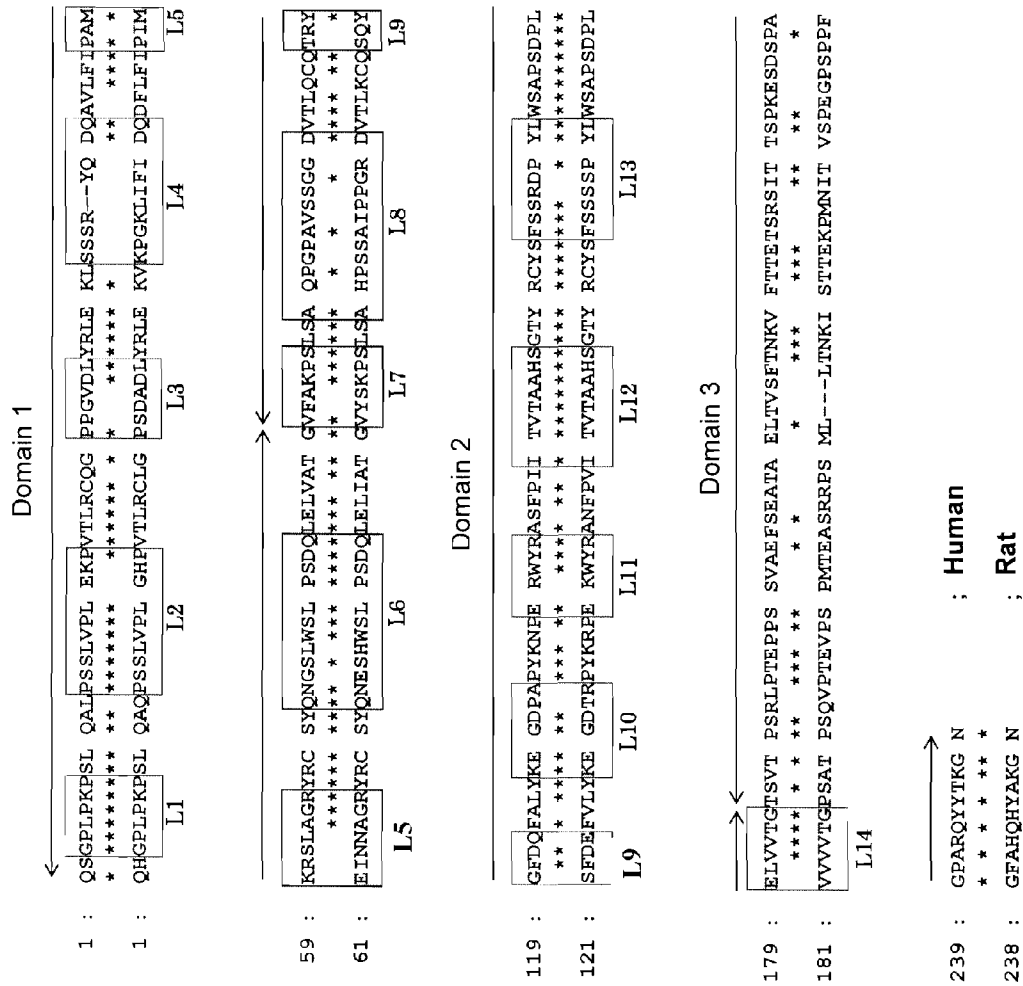 Domain 1
1 : QSGPLPKPSL QALPSSLVPL EKPVTLRCQG PPGVDLYRLE KLSSSR--YQ DQAVLFIPAM
* ******** ** ******* ****** * * ****** * ** **** *
1 : QHGPLPKPSL QAQPSSLVPL GHPVTLRCLG PSDADLYRLE KVKPGKLIFI DQDFLFIPIM
L1 L2 L3 L4 L5
59 : KRSLAGRYRC SYQNGSLWSL PSDQLELVAT GVFAKPSLSA QPGPAVSSGG DVTLQCQTRY
****** **** * *** ******* ** ** ****** * * * **** ** *
61 : EINNAGRYRC SYQNESHWSL PSDQLELIAT GVYSKPSLSA HPSSAIPPGR DVTLKCQSQY
L5 L6 L7 L8 L9
Domain 2
119 : GFDQFALYKE GDPAPYKNPE RWYRASFPII TVTAAHSGTY RCYSFSSRDP YLWSAPSDPL
** * **** ** *** ** **** ** * ********** ******* * **********
121 : SFDEFVLYKE GDTRPYKRPE KWYRANFPVI TVTAAHSGTY RCYSFSSSSP YLWSAPSDPL
L9 L10 L11 L12 L13
Domain 3
179 : ELVVTGTSVT PSRLPTEPPS SVAEFSEATA ELTVSFTNKV FTTETSRSIT TSPKESDSPA
**** * * ** *** ** * * * *** *** ** ** *
181 : VVVVTGPSAT PSQVPTEVPS PMTEASRRPS ML---LTNKI STTEKPMNIT VSPEGPSPPF
L14
239 : GPARQYYTKG N ; Human
* * * * ** *
238 : GFAHQHYAKG N ; Rat